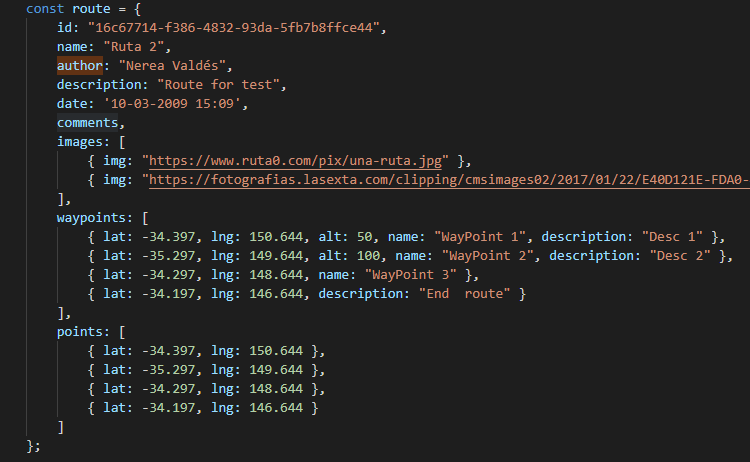 const route = {
    id: "16c67714-f386-4832-93da-5fb7b8ffce44",
    name: "Ruta 2",
    author: "Nerea Valdés",
    description: "Route for test",
    date: '10-03-2009 15:09',
    comments,
    images: [
        { img: "https://www.ruta0.com/pix/una-ruta.jpg" },
        { img: "https://fotografias.lasexta.com/clipping/cmsimages02/2017/01/22/E40D121E-FDA0-
    ],
    waypoints: [
        { lat: -34.397, lng: 150.644, alt: 50, name: "WayPoint 1", description: "Desc 1" },
        { lat: -35.297, lng: 149.644, alt: 100, name: "WayPoint 2", description: "Desc 2" },
        { lat: -34.297, lng: 148.644, name: "WayPoint 3" },
        { lat: -34.197, lng: 146.644, description: "End  route" }
    ],
    points: [
        { lat: -34.397, lng: 150.644 },
        { lat: -35.297, lng: 149.644 },
        { lat: -34.297, lng: 148.644 },
        { lat: -34.197, lng: 146.644 }
    ]
};